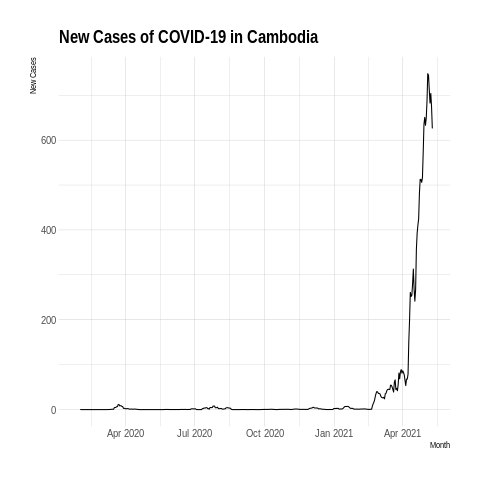 New Cases of COVID-19 in Cambodia
New Cases
600
400
200
0
Apr 2020 Jul 2020 Oct 2020 Jan 2021 Apr 2021
Month